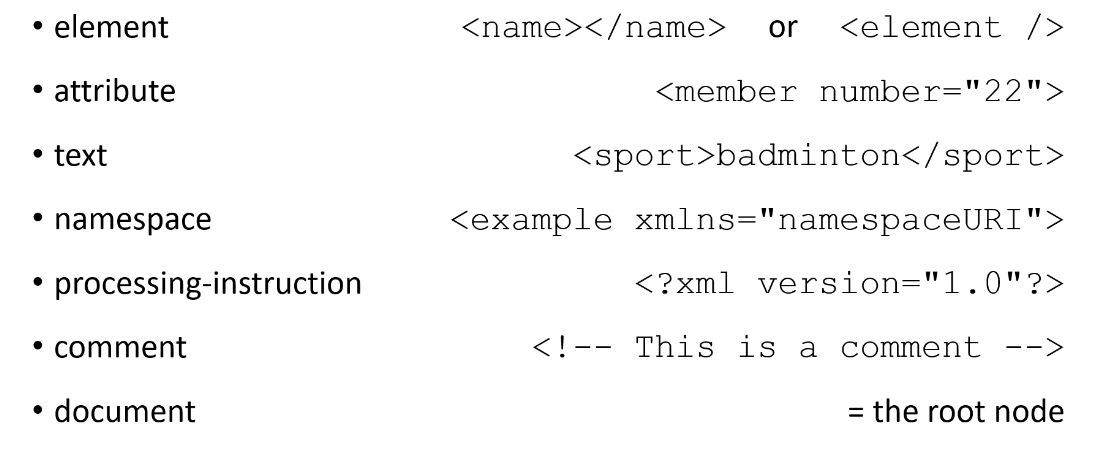 • element <name></name> or <element />
• attribute <member number="22">
• text <sport>badminton</sport>
• namespace <example xmlns="namespaceURI">
• processing-instruction <?xml version="1.0"?>
• comment <!-- This is a comment -->
• document = the root node